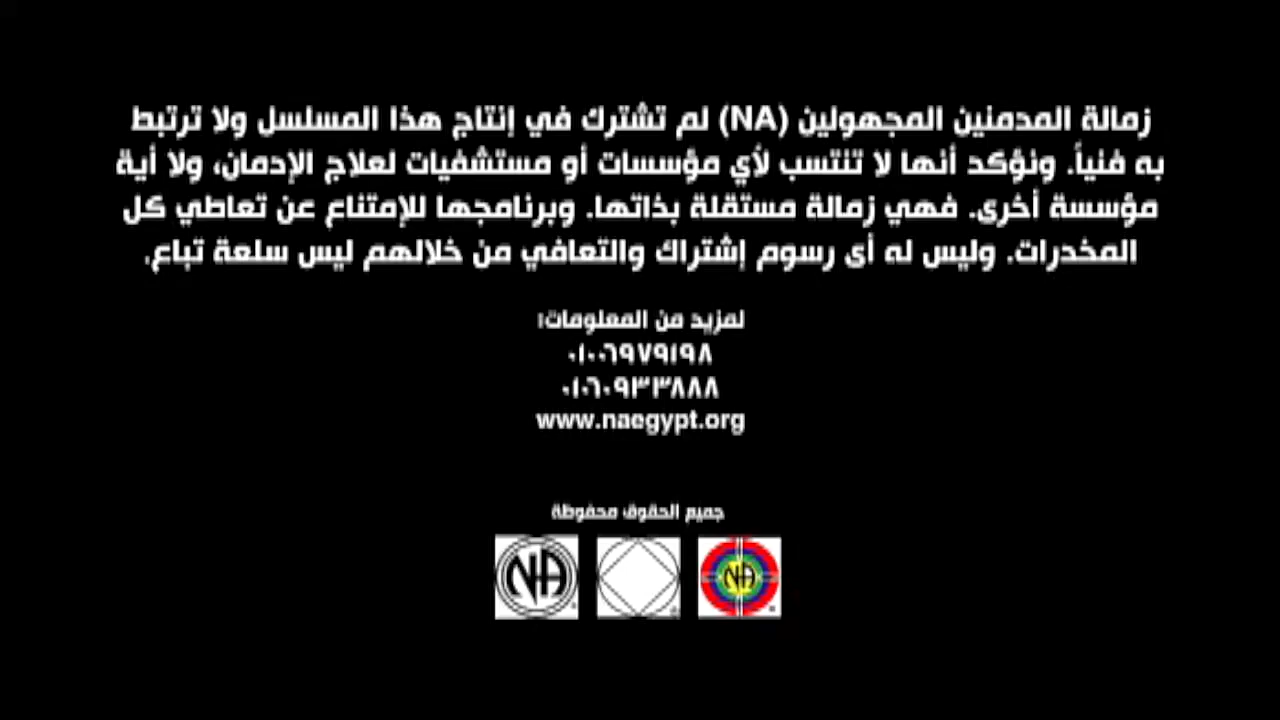 زمالة المدمنين المجهولين (NA) لم تشترك في إنتاج هذا المسلسل ولا ترتبط
به فنياً. ونؤكد أنها لا تنتسب لأي مؤسسات أو مستشفيات لعلاج الإدمان، ولا أية
مؤسسة أخرى. فهي زمالة مستقلة بذاتها. وبرنامجها للإمتناع عن تعاطي كل
المخدرات. وليس له أى رسوم إشتراك والتعافي من خلالهم ليس سلعة تباع.
لمزيد من المعلومات:
٠١٠٠٦٩٧٩١٩٨
٠١٠٦٠٩٣٣٨٨٨
www.naegypt.org
جميع الحقوق محفوظة
NA
NA